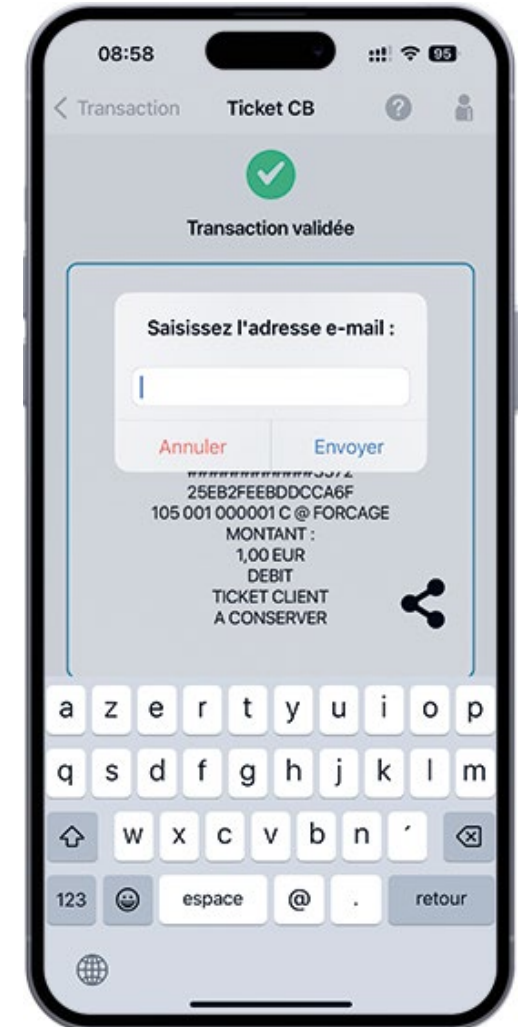 08:58
95
Transaction Ticket CB ?
Transaction validée
Saisissez l'adresse e-mail :
Annuler Envoyer
25EB2FEEBDDCCA6F
105 001 000001 C @ FORCAGE
MONTANT :
1,00 EUR
DEBIT
TICKET CLIENT
A CONSERVER
a z e r t y u i o p
q s d f g h j k l m
w x c v b n ´
123 espace @ . retour